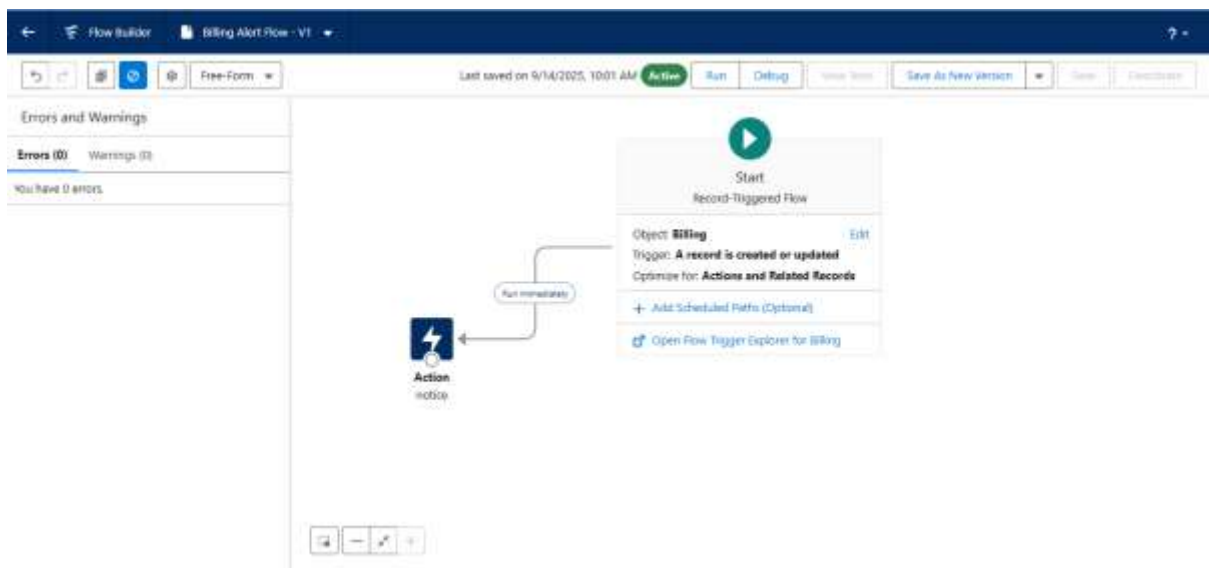 Flow Builder
Billing Alert Flow - V1
?
Free-Form
Last saved on 9/14/2025, 10:01 AM
Active
Run
Debug
Save As New Version
Save
Errors and Warnings
Errors (0)
Warnings (0)
You have 0 errors.
Start
Record-Triggered Flow
Object: Billing
Edit
Trigger: A record is created or updated
Optimize for: Actions and Related Records
+ Add Scheduled Paths (Optional)
Open Flow Trigger Explorer for Billing
Run Immediately
Action
notice